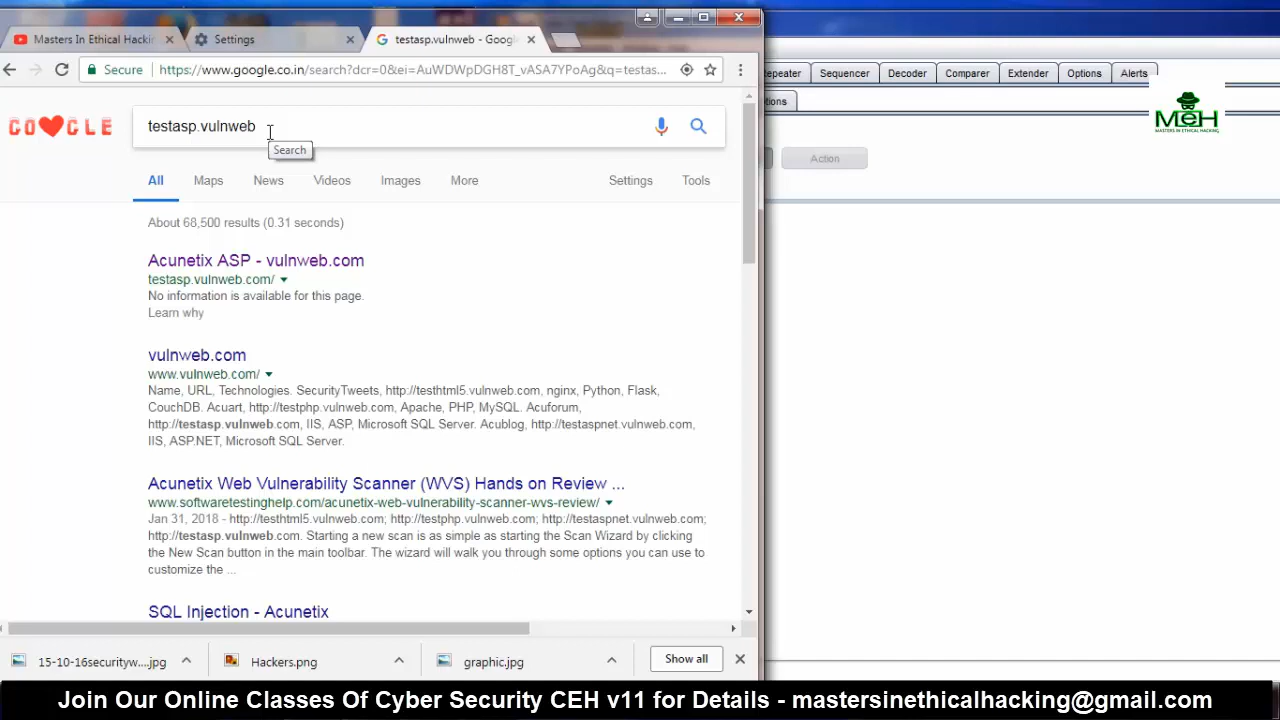 Masters In Ethical Hackin
Settings
testasp.vulnweb - Goog
Secure
https://www.google.co.in/search?dcr=0&ei=AuWDWpDGH8T_vASA7YPoAg&q=testas...
epeater
Sequencer
Decoder
Comparer
Extender
Options
Alerts
tions
MEH
MASTERS IN ETHICAL HACKING
GO GLE
testasp.vulnweb
Search
Action
All
Maps
News
Videos
Images
More
Settings
Tools
About 68,500 results (0.31 seconds)
Acunetix ASP - vulnweb.com
testasp.vulnweb.com/
No information is available for this page.
Learn why
vulnweb.com
www.vulnweb.com/
Name, URL, Technologies. SecurityTweets, http://testhtml5.vulnweb.com, nginx, Python, Flask,
CouchDB. Acuart, http://testphp.vulnweb.com, Apache, PHP, MySQL. Acuforum,
http://testasp.vulnweb.com, IIS, ASP, Microsoft SQL Server. Acublog, http://testaspnet.vulnweb.com,
IIS, ASP.NET, Microsoft SQL Server.
Acunetix Web Vulnerability Scanner (WVS) Hands on Review ...
www.softwaretestinghelp.com/acunetix-web-vulnerability-scanner-wvs-review/
Jan 31, 2018 - http://testhtml5.vulnweb.com; http://testphp.vulnweb.com; http://testaspnet.vulnweb.com;
http://testasp.vulnweb.com. Starting a new scan is as simple as starting the Scan Wizard by clicking
the New Scan button in the main toolbar. The wizard will walk you through some options you can use to
customize the ...
SQL Injection - Acunetix
15-10-16securityw....jpg
Hackers.png
graphic.jpg
Show all
Join Our Online Classes Of Cyber Security CEH v11 for Details - mastersinethicalhacking@gmail.com